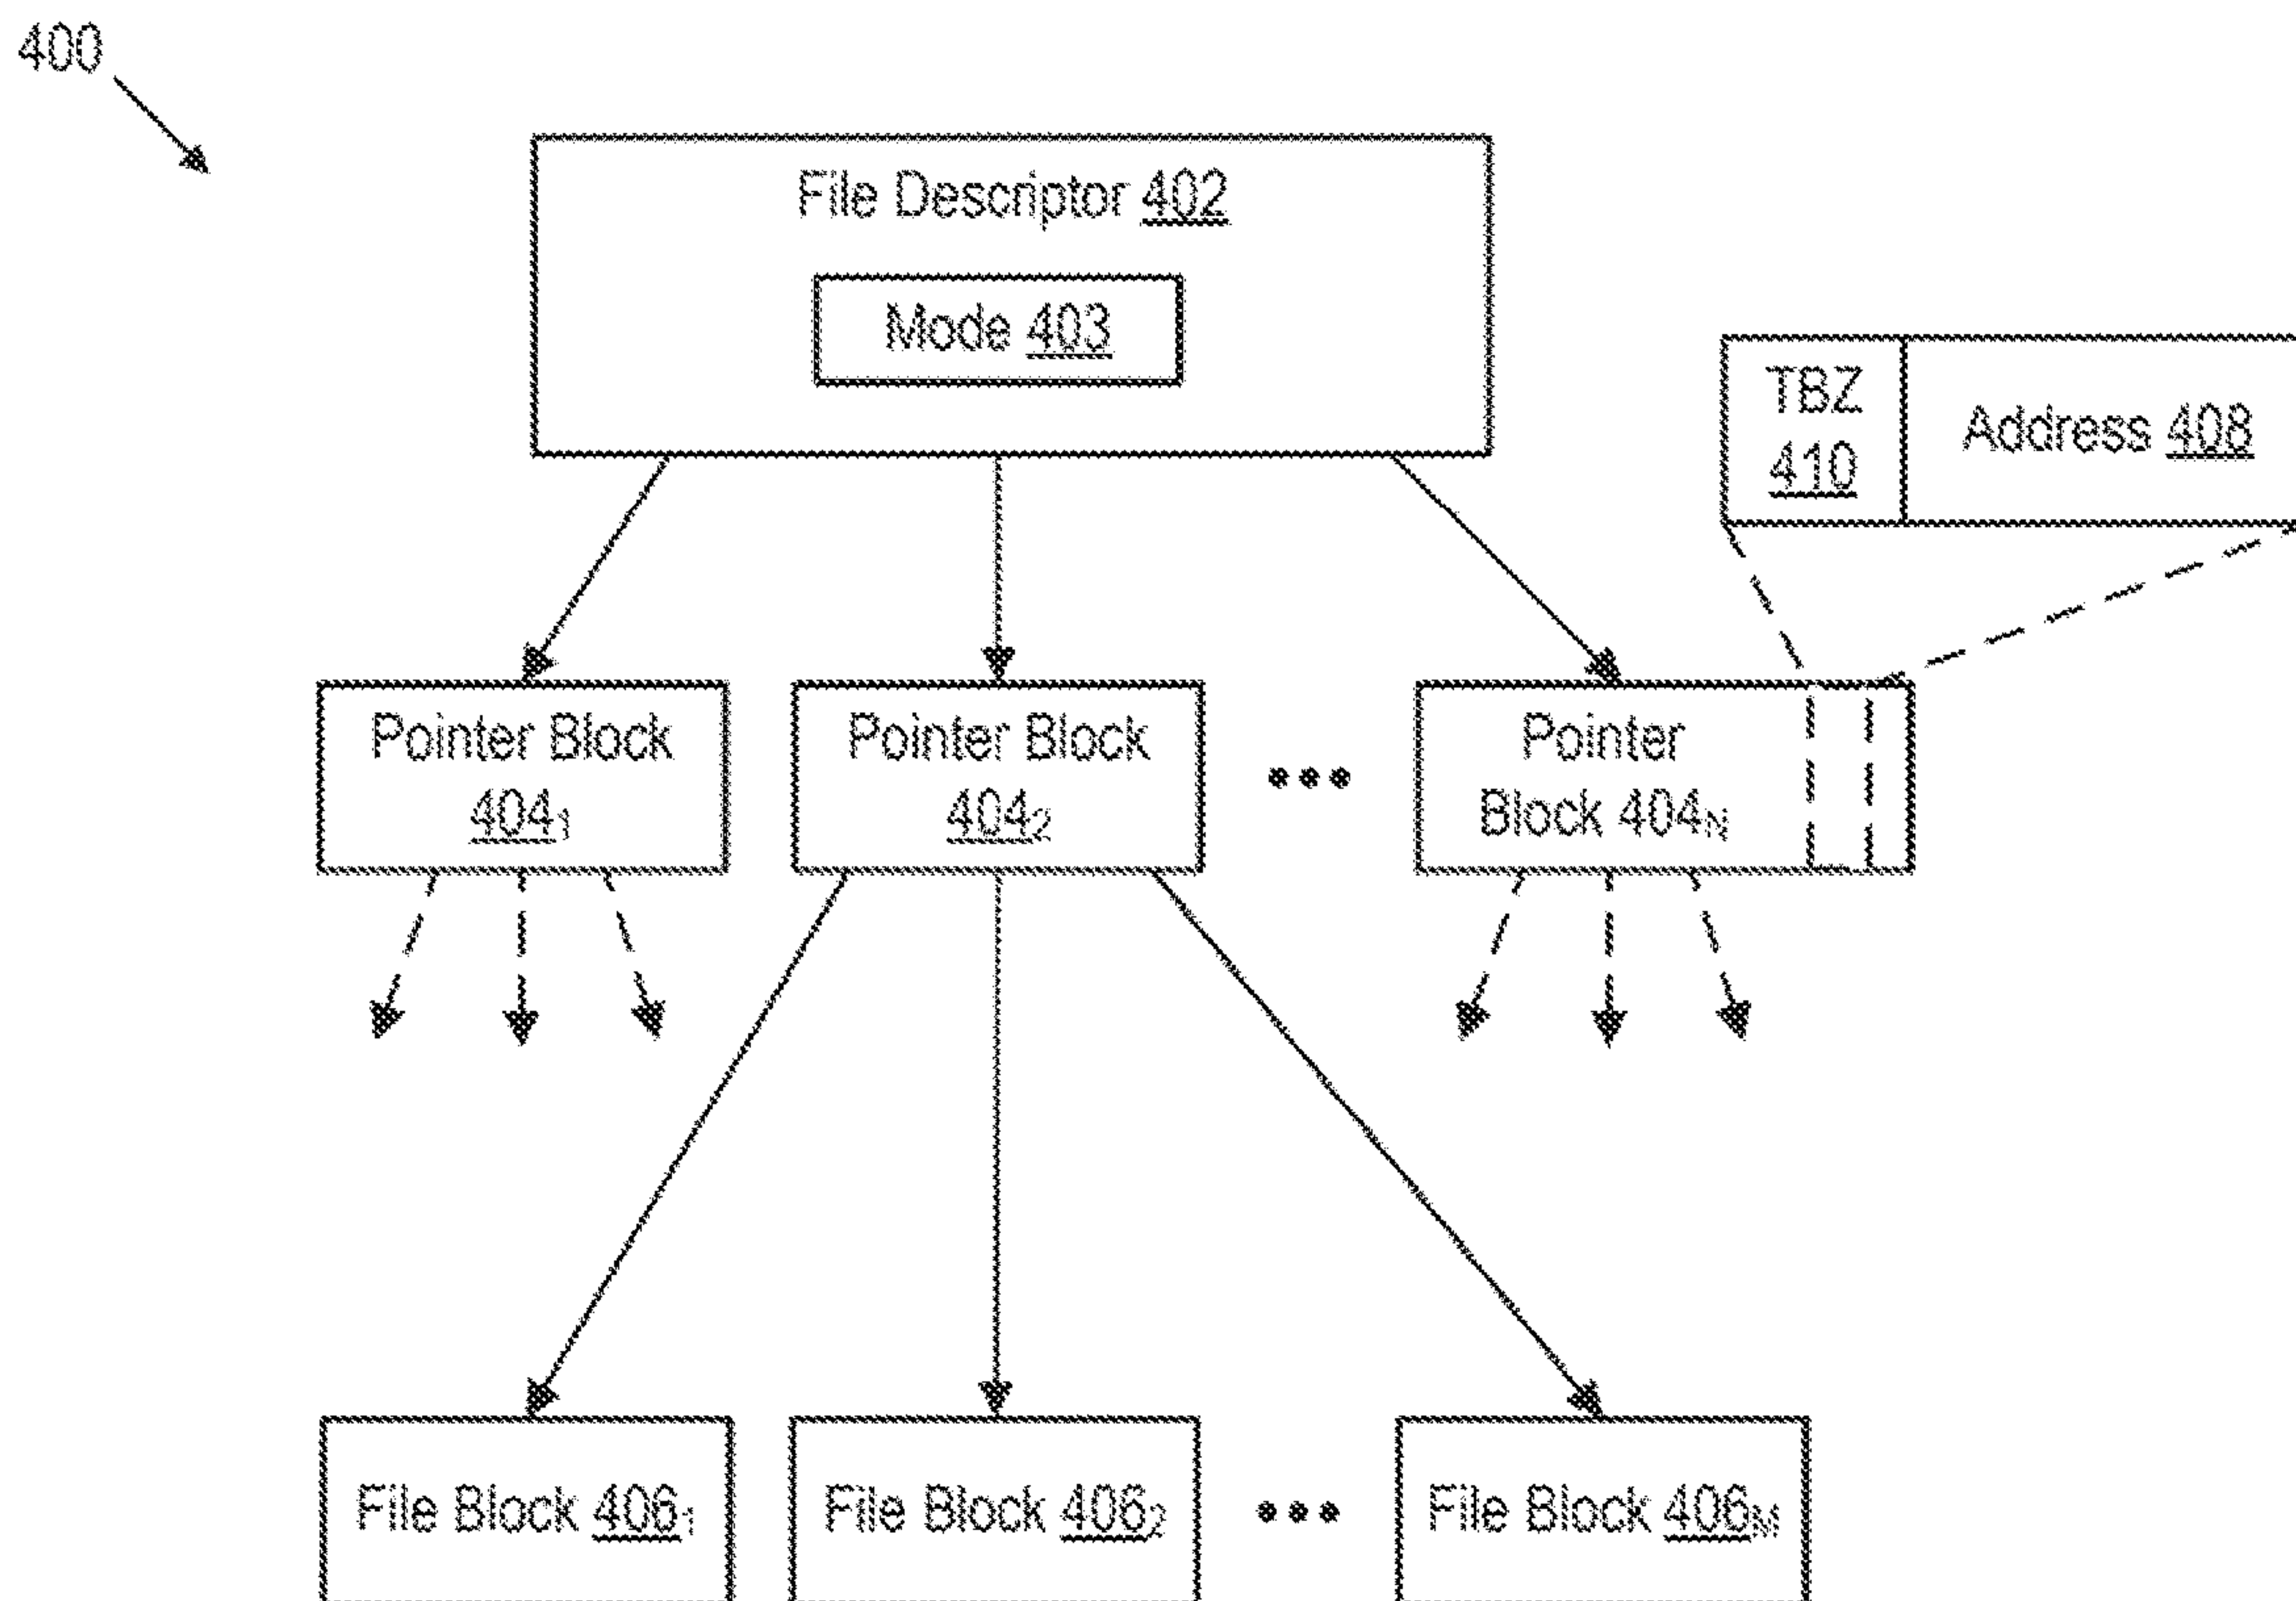 400
File Descriptor 402
Mode 403
TBZ
410
Address 408
Pointer Block
404₁
Pointer Block
404₂
Pointer
Block 404N
File Block 406₁
File Block 406₂
File Block 406M